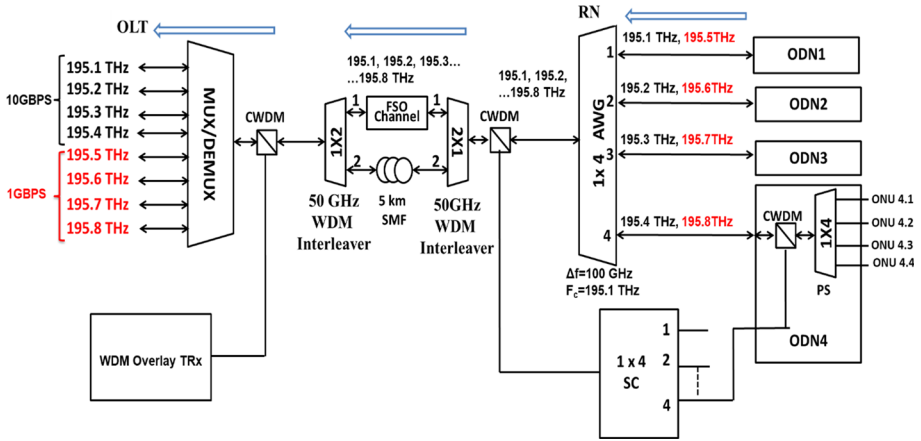 OLT
RN
10GBPS
195.1 THz
195.2 THz
195.3 THz
195.4 THz
1GBPS
195.5 THz
195.6 THz
195.7 THz
195.8 THz
MUX/DEMUX
CWDM
1X2
1
2
50 GHz
WDM
Interleaver
195.1, 195.2, 195.3...
...195.8 THz
FSO
Channel
5 km
SMF
1
2
2X1
50GHz
WDM
Interleaver
CWDM
195.1, 195.2,
...195.8 THz
1x 4 AWG
1
2
3
4
Δf=100 GHz
Fc=195.1 THz
195.1 THz, 195.5THz
ODN1
195.2 THz, 195.6THz
ODN2
195.3 THz, 195.7THz
ODN3
195.4 THz, 195.8THz
CWDM
1X4
PS
ONU 4.1
ONU 4.2
ONU 4.3
ONU 4.4
ODN4
WDM Overlay TRx
1 x 4
SC
1
2
4